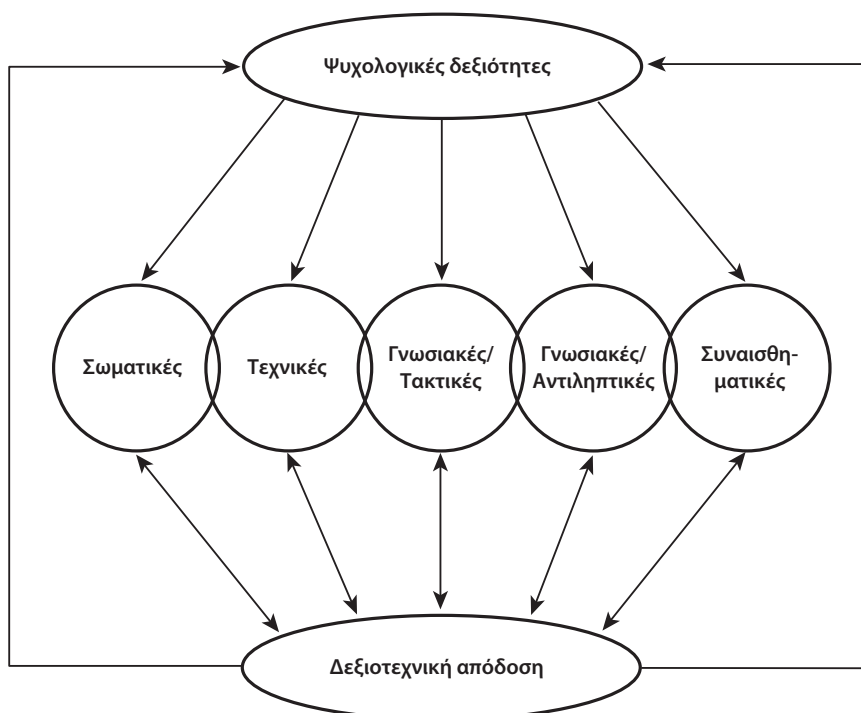 Ψυχολογικές δεξιότητες
Σωματικές
Τεχνικές
Γνωσιακές/
Τακτικές
Γνωσιακές/
Αντιληπτικές
Συναισθη-
ματικές
Δεξιοτεχνική απόδοση